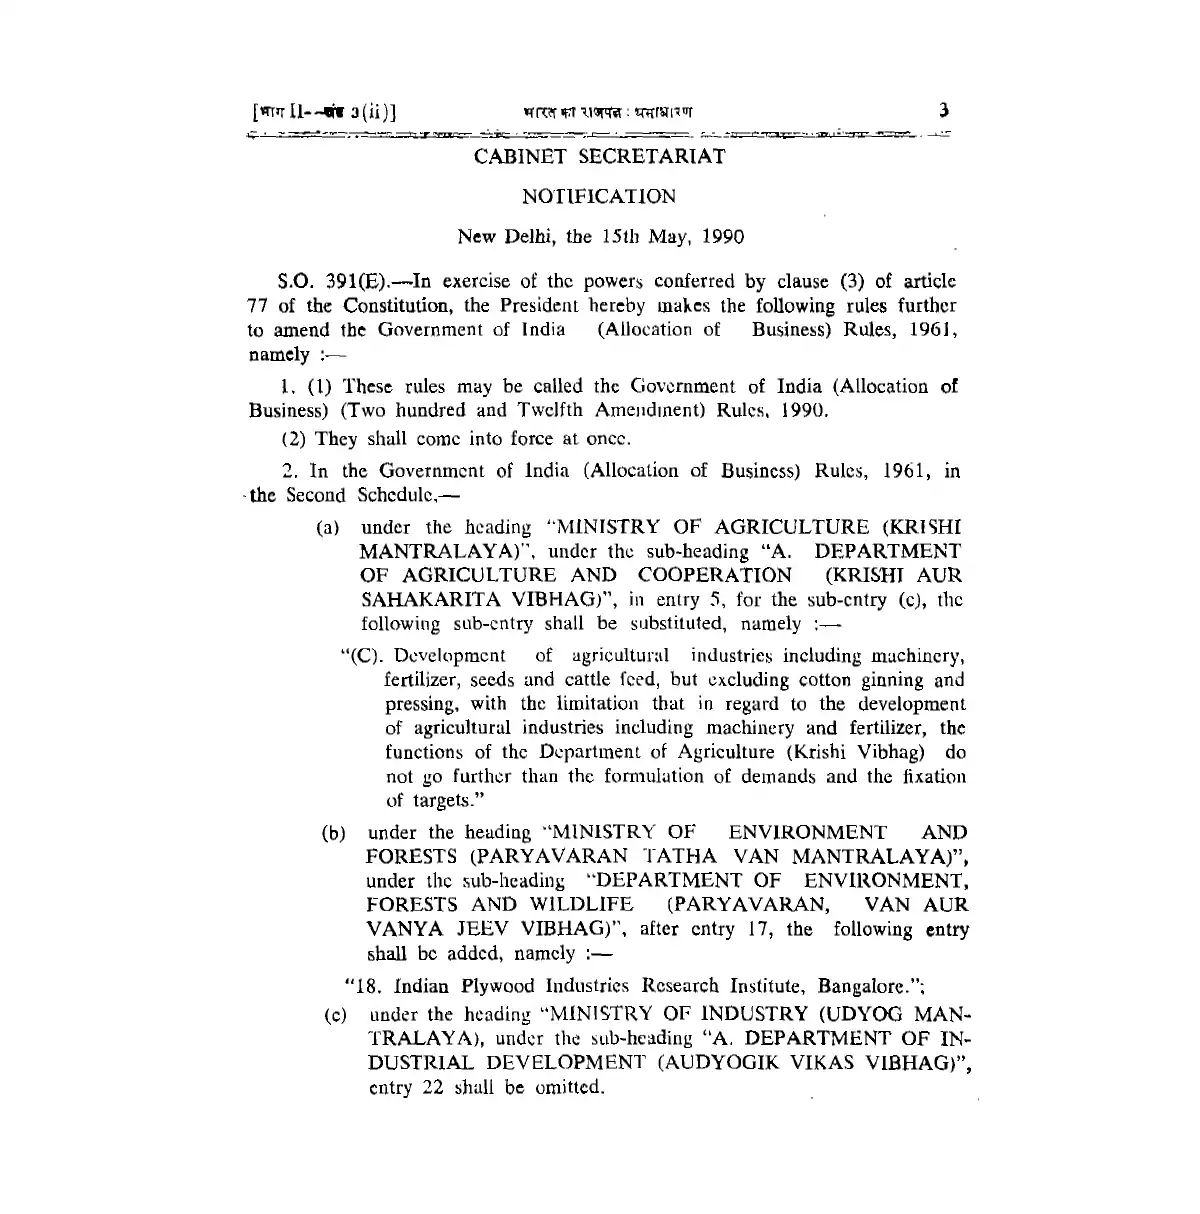 [भाग II--खंड 3(ii)] भारत का राजपत्र : असाधारण 3
CABINET SECRETARIAT
NOTIFICATION
New Delhi, the 15th May, 1990
S.O. 391(E).—In exercise of the powers conferred by clause (3) of article
77 of the Constitution, the President hereby makes the following rules further
to amend the Government of India (Allocation of Business) Rules, 1961,
namely :—
1. (1) These rules may be called the Government of India (Allocation of
Business) (Two hundred and Twelfth Amendment) Rules, 1990.
(2) They shall come into force at once.
2. In the Government of India (Allocation of Business) Rules, 1961, in
the Second Schedule,—
(a) under the heading "MINISTRY OF AGRICULTURE (KRISHI
MANTRALAYA)", under the sub-heading "A. DEPARTMENT
OF AGRICULTURE AND COOPERATION (KRISHI AUR
SAHAKARITA VIBHAG)", in entry 5, for the sub-entry (c), the
following sub-entry shall be substituted, namely :—
"(C). Development of agricultural industries including machinery,
fertilizer, seeds and cattle feed, but excluding cotton ginning and
pressing, with the limitation that in regard to the development
of agricultural industries including machinery and fertilizer, the
functions of the Department of Agriculture (Krishi Vibhag) do
not go further than the formulation of demands and the fixation
of targets."
(b) under the heading "MINISTRY OF ENVIRONMENT AND
FORESTS (PARYAVARAN TATHA VAN MANTRALAYA)",
under the sub-heading "DEPARTMENT OF ENVIRONMENT,
FORESTS AND WILDLIFE (PARYAVARAN, VAN AUR
VANYA JEEV VIBHAG)", after entry 17, the following entry
shall be added, namely :—
"18. Indian Plywood Industries Research Institute, Bangalore.";
(c) under the heading "MINISTRY OF INDUSTRY (UDYOG MAN-
TRALAYA), under the sub-heading "A. DEPARTMENT OF IN-
DUSTRIAL DEVELOPMENT (AUDYOGIK VIKAS VIBHAG)",
entry 22 shall be omitted.